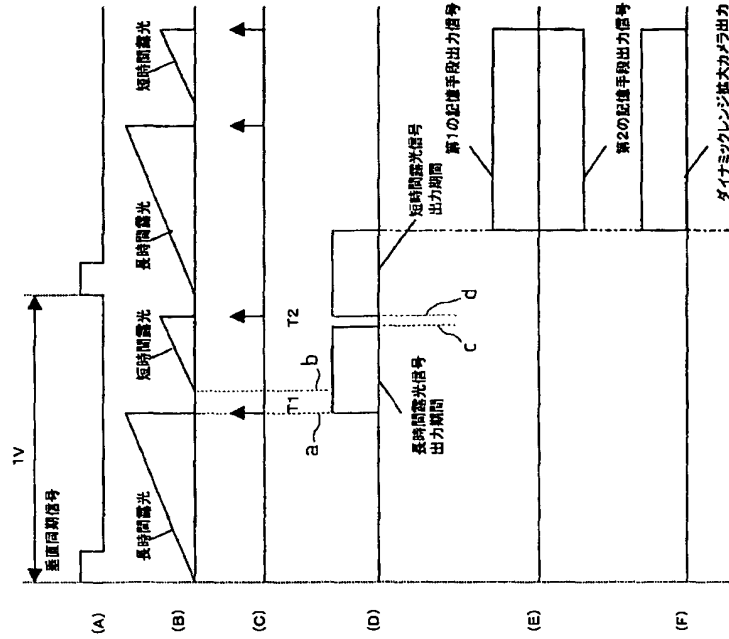 1V
(A)
垂直同期信号
(B)
長時間露光
短時間露光
長時間露光
短時間露光
(C)
T1
T2
a
b
(D)
長時間露光信号
出力期間
短時間露光信号
出力期間
c
d
(E)
第1の記憶手段出力信号
第2の記憶手段出力信号
(F)
ダイナミックレンジ拡大カメラ出力